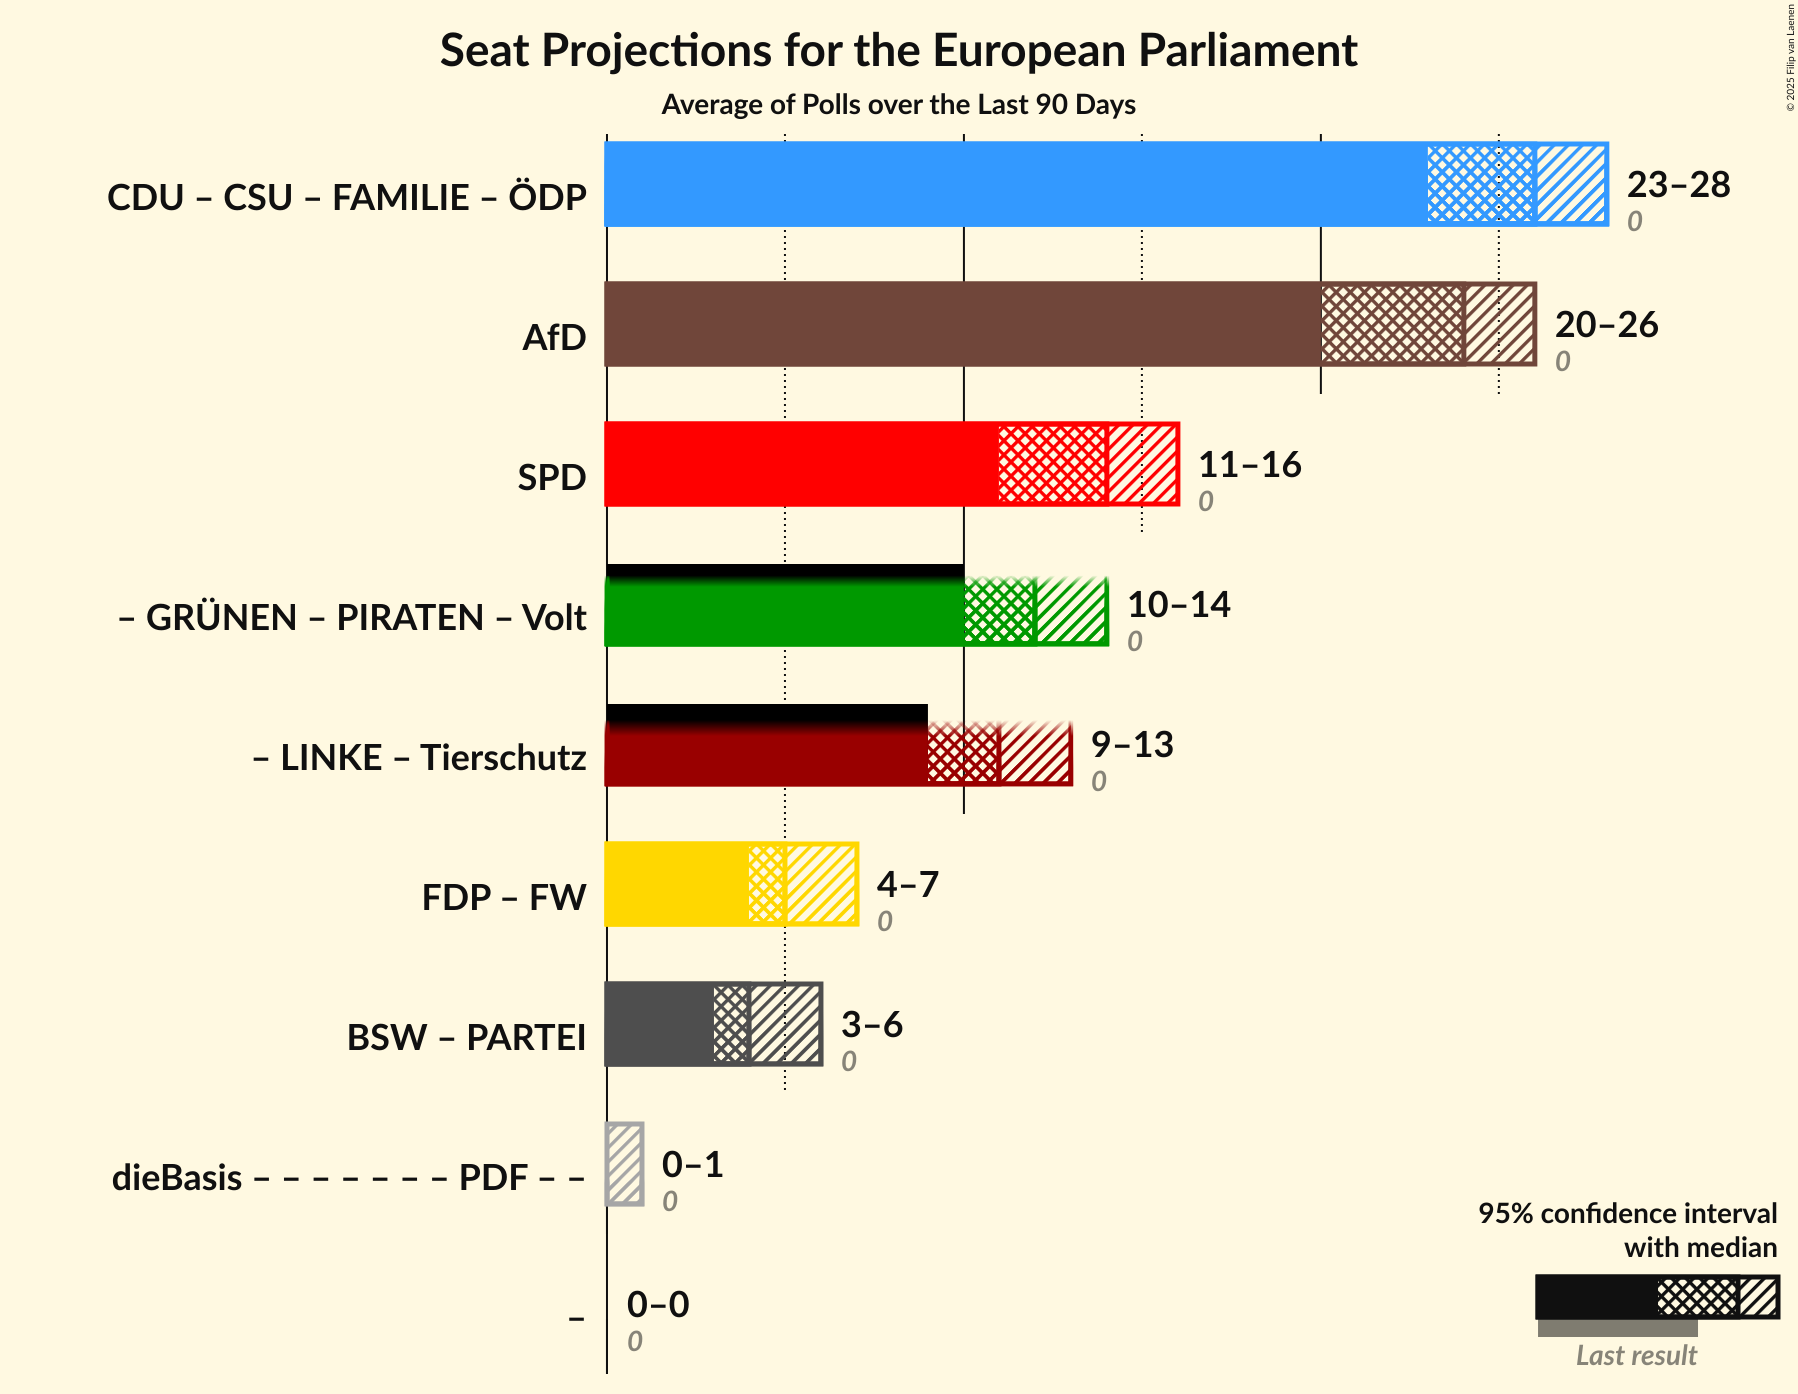 Seat Projections for the European Parliament
Average of Polls over the Last 90 Days
© 2025 Filip van Laenen
CDU – CSU – FAMILIE – ÖDP
23–28
0
AfD
20–26
0
SPD
11–16
0
– GRÜNEN – PIRATEN – Volt
10–14
0
– LINKE – Tierschutz
9–13
0
FDP – FW
4–7
0
BSW – PARTEI
3–6
0
dieBasis – – – – – – – PDF – –
0–1
0
–
0–0
0
95% confidence interval
with median
Last result